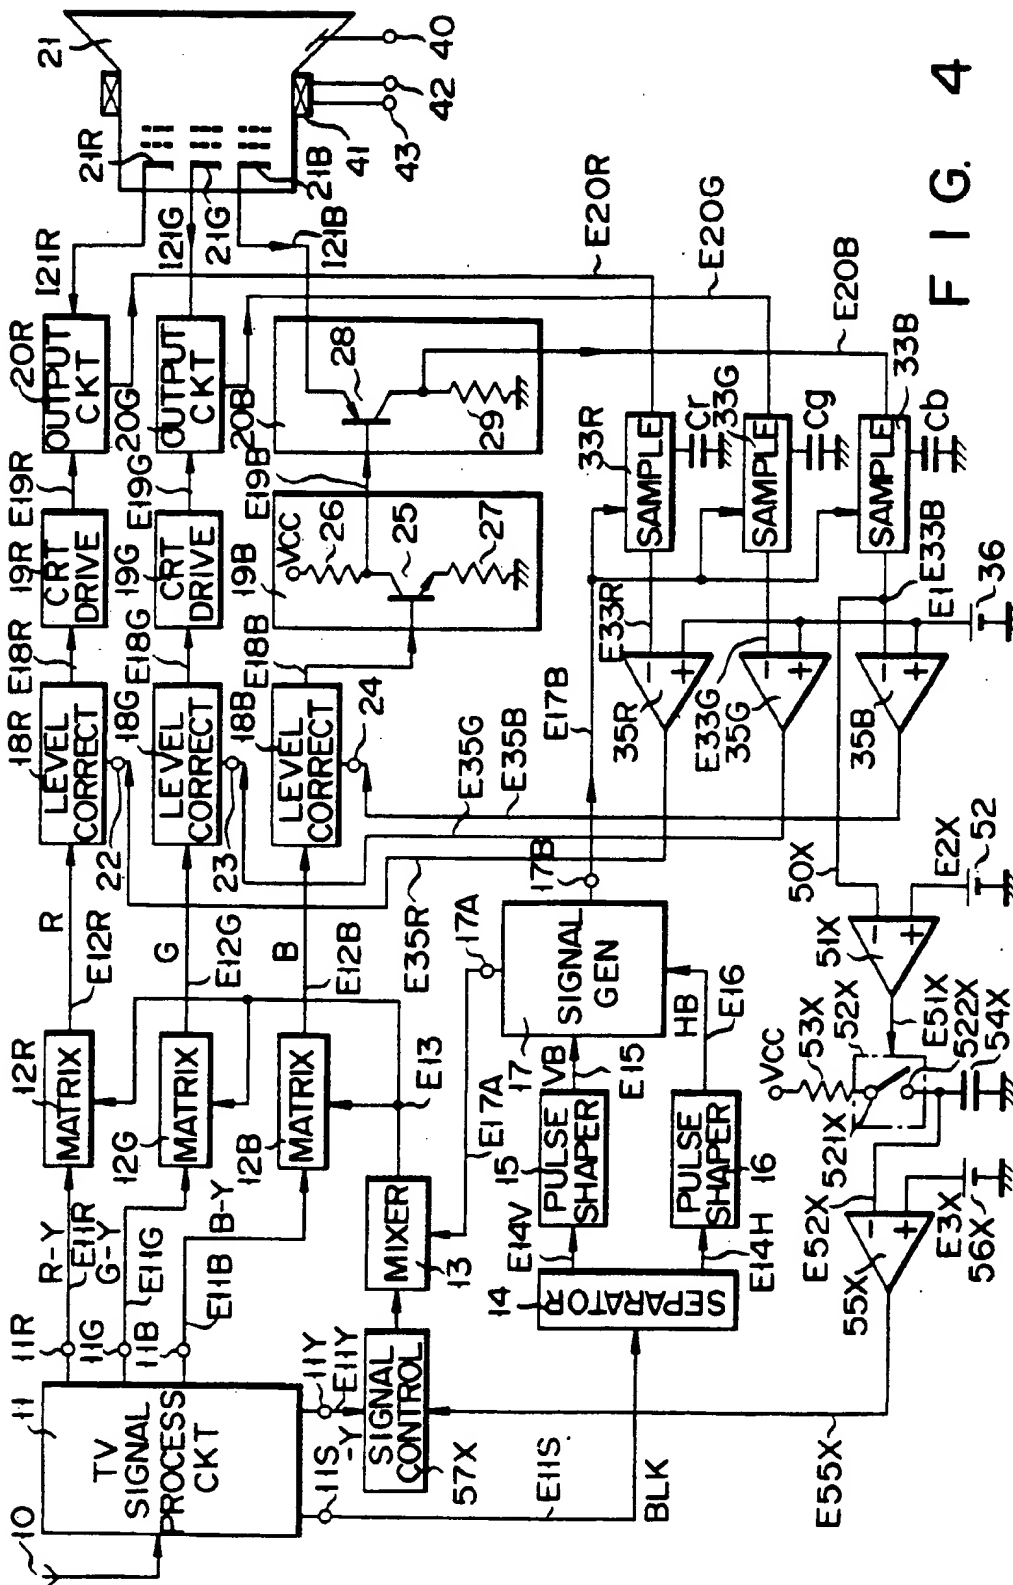 10
11
TV
SIGNAL
PROCESS
CKT
11R
R-Y
E11R
11G
G-Y
E11G
11B
B-Y
E11B
11S
11Y
-Y
E11Y
SIGNAL
CONTROL
57X
E11S
BLK
E55X
12R
MATRIX
12G
MATRIX
12B
MATRIX
MIXER
13
E13
E17A
R
E12R
G
E12G
B
E12B
E35R
14
SEPARATOR
E14V
E14H
15
PULSE
SHAPER
VB
E15
PULSE
SHAPER
16
HB
E16
17
SIGNAL
GEN
17A
17B
E17B
18R
LEVEL
CORRECT
E18R
22
18G
LEVEL
CORRECT
E18G
23
18B
LEVEL
CORRECT
E18B
24
E35G
E35B
19R
CRT
DRIVE
E19R
19G
CRT
DRIVE
E19G
19B
VCC
26
25
27
E19B
20R
OUTPUT
CKT
20G
OUTPUT
CKT
20B
28
29
121R
121G
121B
21R
21G
21B
21
40
41
42
43
E20R
E20G
E20B
33R
SAMPLE
Cr
33G
SAMPLE
Cg
33B
SAMPLE
Cb
E33R
35R
E33G
35G
E33B
35B
E1
36
50X
51X
E2X
52
E51X
VCC
53X
52X
521X
522X
54X
E52X
55X
E3X
56X
FIG. 4